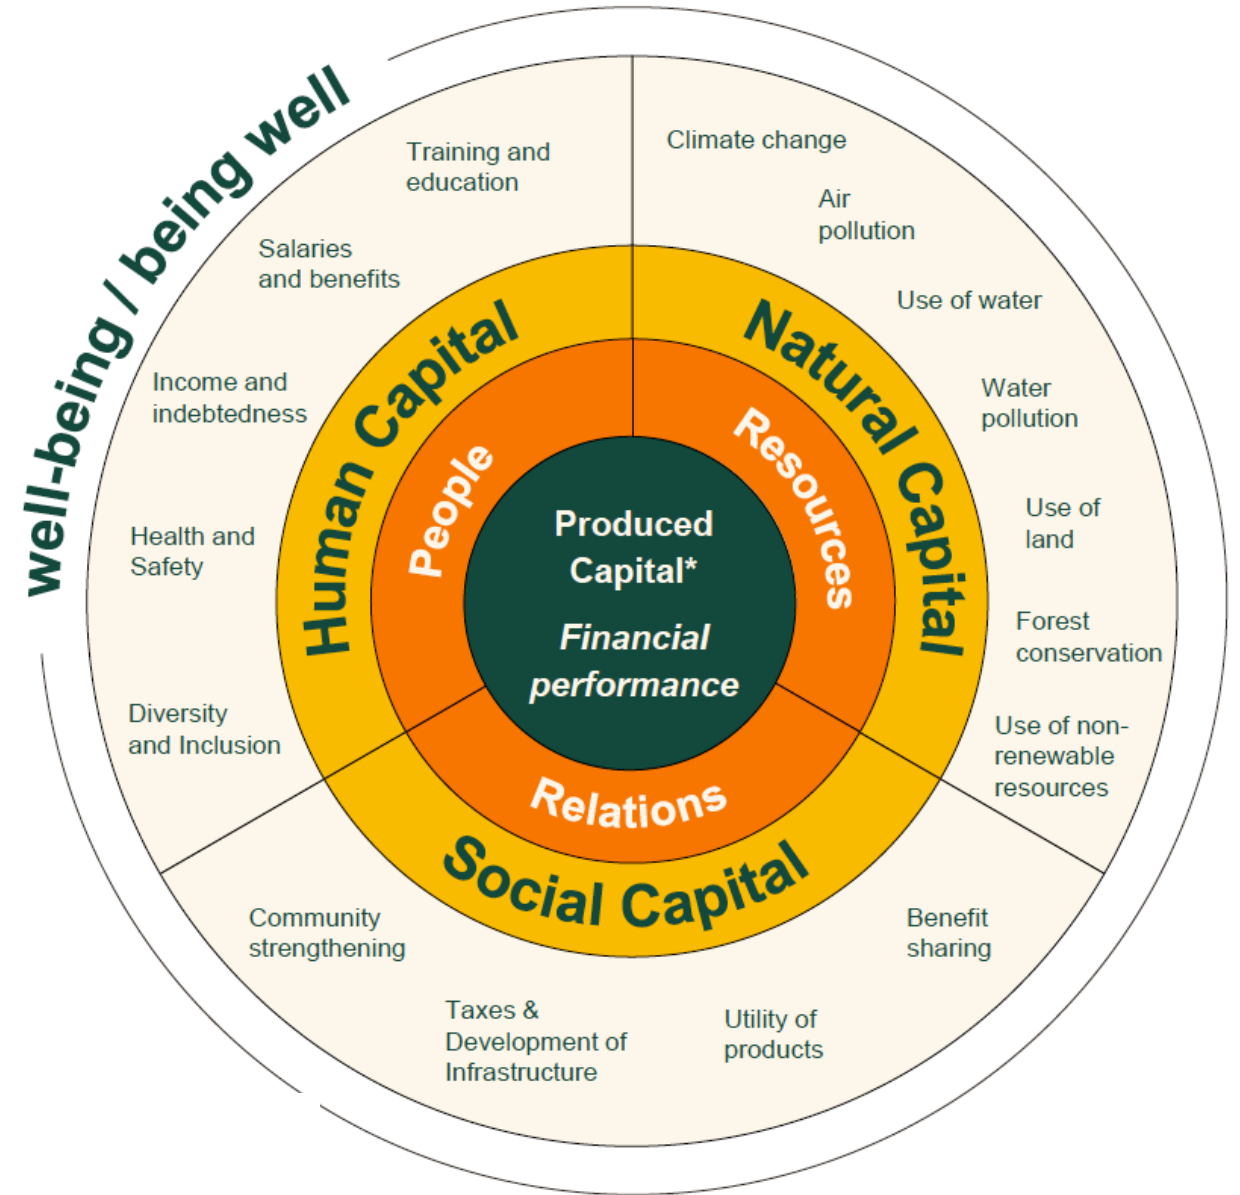 well-being / being well
Training and
education
Salaries
and benefits
Income and
indebtedness
Health and
Safety
Diversity
and Inclusion
Climate change
Air
pollution
Use of water
Water
pollution
Use of
land
Forest
conservation
Use of non-
renewable
resources
Human Capital
Natural Capital
Social Capital
People
Resources
Relations
Produced
Capital*
Financial
performance
Community
strengthening
Taxes &
Development of
Infrastructure
Utility of
products
Benefit
sharing